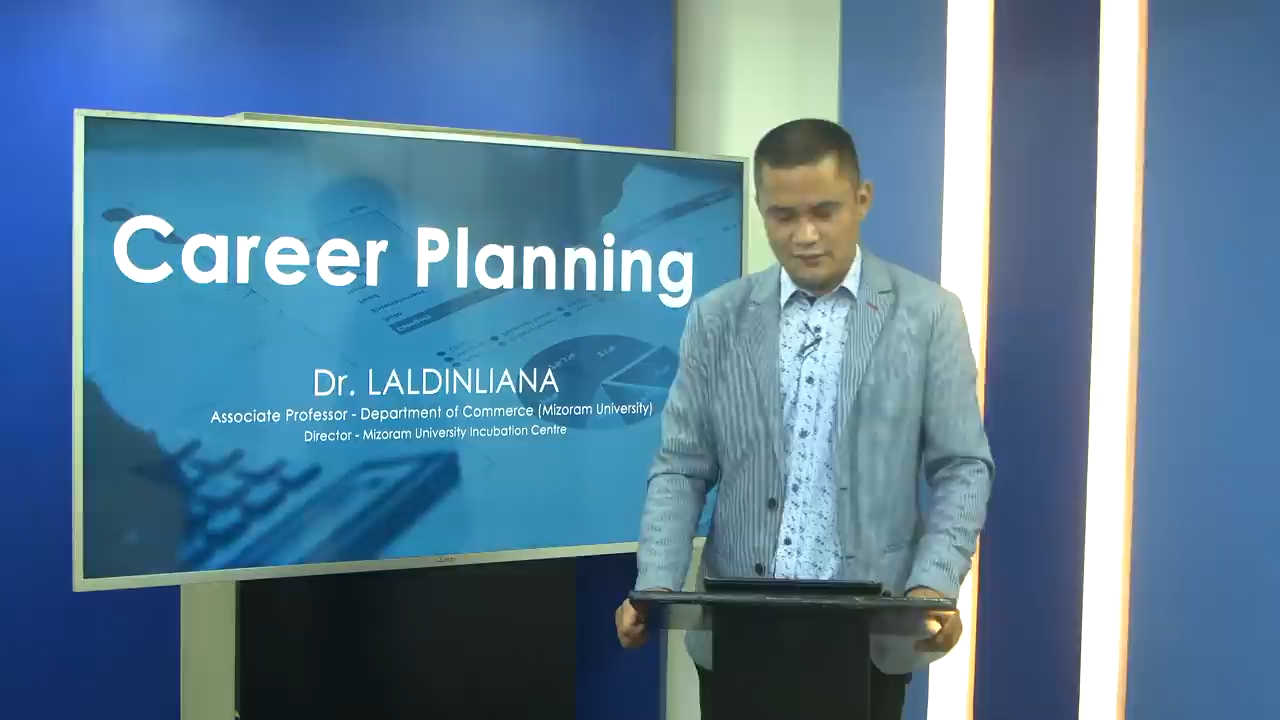 Career Planning
Dr. LALDINLIANA
Associate Professor - Department of Commerce (Mizoram University)
Director - Mizoram University Incubation Centre